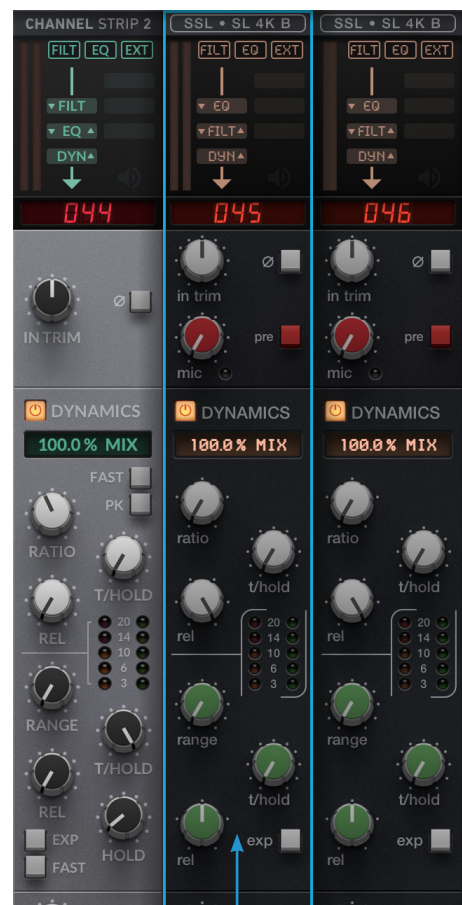 CHANNEL STRIP 2
FILT EQ EXT
FILT
EQ
DYN
044
IN TRIM
Ø
DYNAMICS
100.0% MIX
FAST
PK
RATIO
T/HOLD
REL
20
14
10
6
3
RANGE
T/HOLD
REL
HOLD
EXP
FAST
SSL • SL 4K B
FILT EQ EXT
EQ
FILT
DYN
045
in trim
Ø
mic
pre
DYNAMICS
100.0% MIX
ratio
t/hold
rel
20
14
10
6
3
range
t/hold
rel
exp
SSL • SL 4K B
FILT EQ EXT
EQ
FILT
DYN
046
in trim
Ø
mic
pre
DYNAMICS
100.0% MIX
ratio
t/hold
rel
20
14
10
6
3
range
t/hold
rel
exp